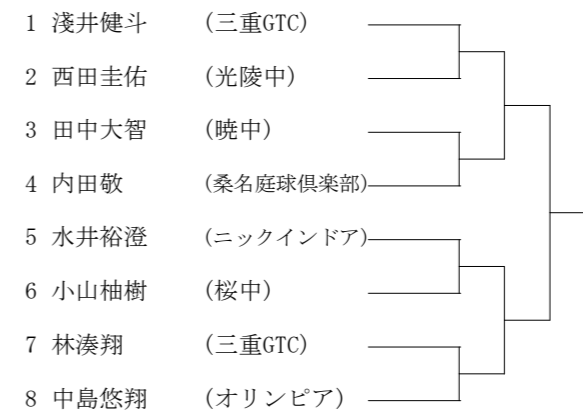 1 淺井健斗 (三重GTC)
2 西田圭佑 (光陵中)
3 田中大智 (暁中)
4 内田敬 (桑名庭球倶楽部)
5 水井裕澄 (ニックインドア)
6 小山柚樹 (桜中)
7 林湊翔 (三重GTC)
8 中島悠翔 (オリンピア)